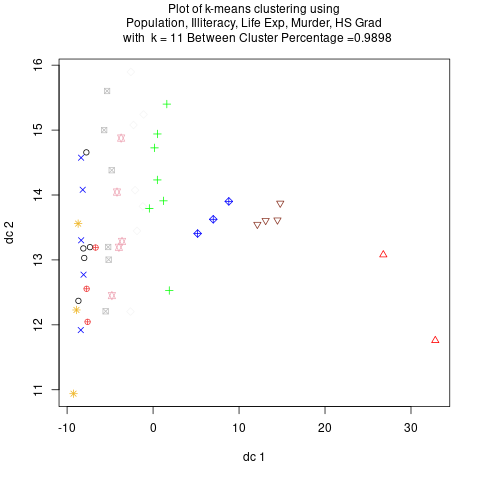 Plot of k-means clustering using
Population, Illiteracy, Life Exp, Murder, HS Grad
with k = 11 Between Cluster Percentage =0.9898
16
15
14
13
12
11
dc 2
-10 0 10 20 30
dc 1